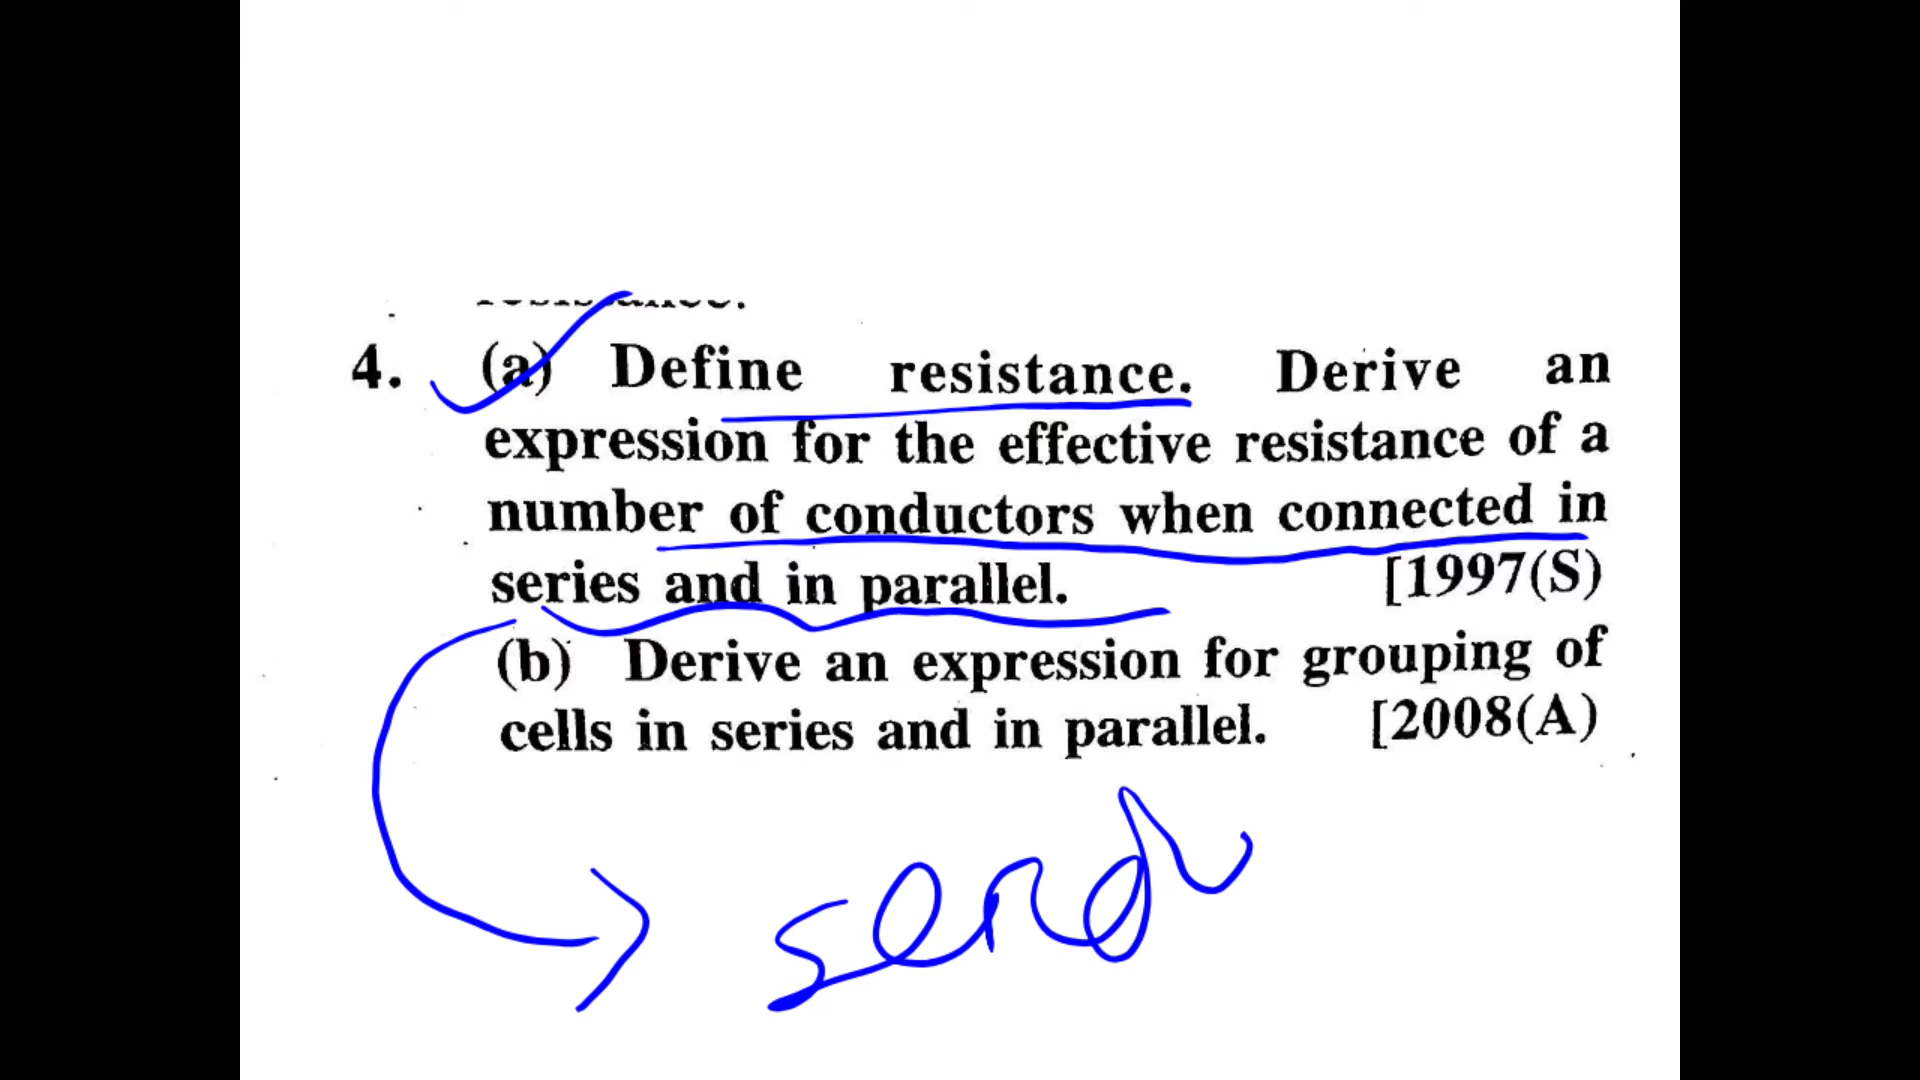 4. (a) Define resistance. Derive an
expression for the effective resistance of a
number of conductors when connected in
series and in parallel. [1997(S)
(b) Derive an expression for grouping of
cells in series and in parallel. [2008(A)
send